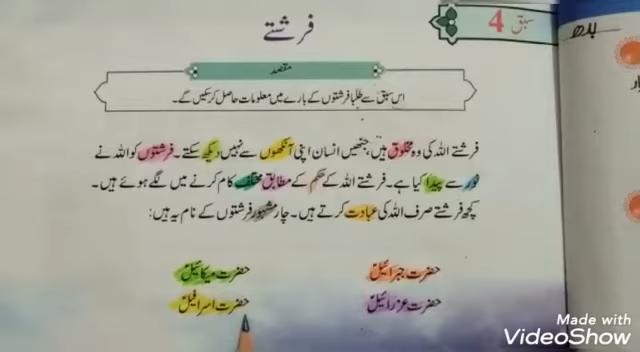 سبق 4
بدھ
فرشتے
مقصد
اس سبق سے طلبا فرشتوں کے بارے میں معلومات حاصل کر سکیں گے۔
فرشتے اللہ کی وہ مخلوق ہیں، جنھیں انسان اپنی آنکھوں سے نہیں دیکھ سکتے۔ فرشتوں کو اللہ نے
نور سے پیدا کیا ہے۔ فرشتے اللہ کے حکم کے مطابق مختلف کام کرنے میں لگے ہوئے ہیں۔
کچھ فرشتے صرف اللہ کی عبادت کرتے ہیں۔ چار مشہور فرشتوں کے نام یہ ہیں:
حضرت جبرائیلؑ حضرت میکائیلؑ
حضرت عزرائیلؑ حضرت اسرافیلؑ
Made with
VideoShow